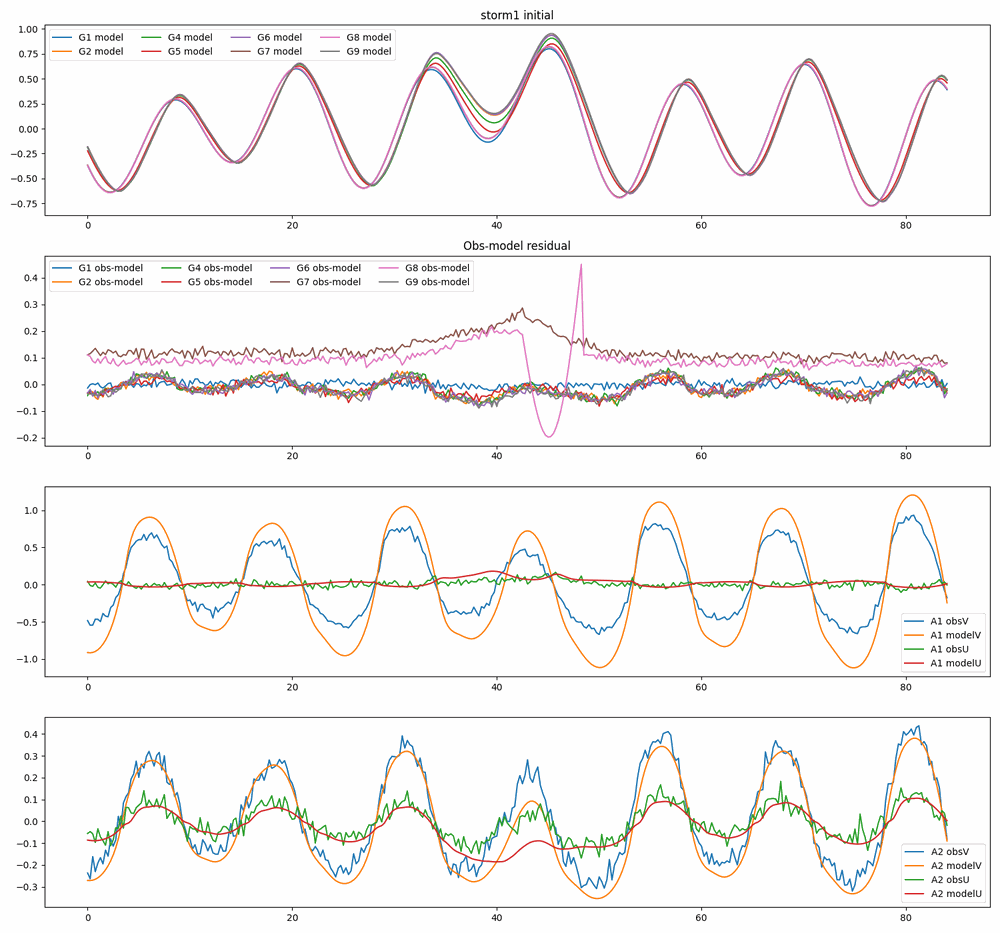 storm1 initial
G1 model G4 model G6 model G8 model
G2 model G5 model G7 model G9 model
1.00
0.75
0.50
0.25
0.00
−0.25
−0.50
−0.75
0 20 40 60 80
Obs-model residual
G1 obs-model G4 obs-model G6 obs-model G8 obs-model
G2 obs-model G5 obs-model G7 obs-model G9 obs-model
0.4
0.3
0.2
0.1
0.0
−0.1
−0.2
0 20 40 60 80
1.0
0.5
0.0
−0.5
−1.0
A1 obsV
A1 modelV
A1 obsU
A1 modelU
0 20 40 60 80
0.4
0.3
0.2
0.1
0.0
−0.1
−0.2
−0.3
A2 obsV
A2 modelV
A2 obsU
A2 modelU
0 20 40 60 80